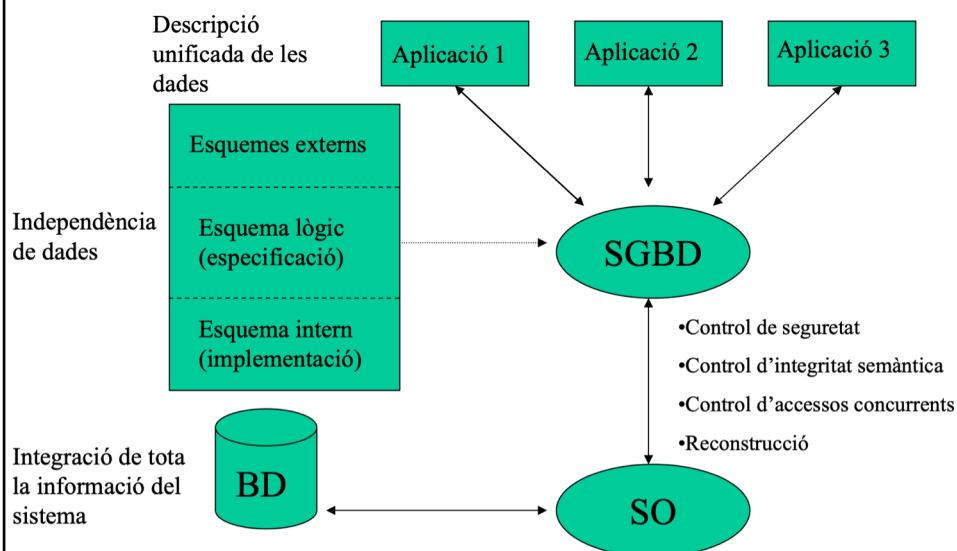 Descripció
unificada de les
dades
Aplicació 1
Aplicació 2
Aplicació 3
Esquemes externs
Independència
de dades
Esquema lògic
(especificació)
SGBD
Esquema intern
(implementació)
•Control de seguretat
•Control d’integritat semàntica
•Control d’accessos concurrents
•Reconstrucció
Integració de tota
la informació del
sistema
BD
SO